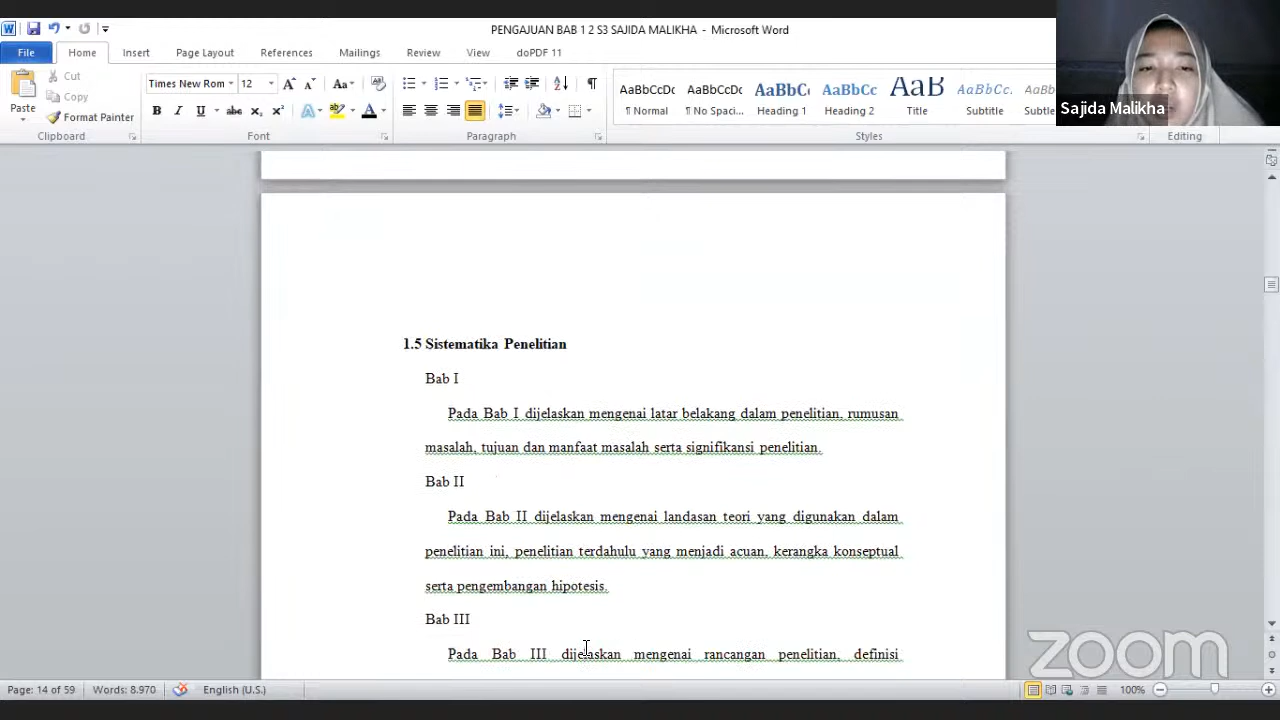 PENGAJUAN BAB 1 2 S3 SAJIDA MALIKHA - Microsoft Word
File Home Insert Page Layout References Mailings Review View doPDF 11
Cut
Copy
Format Painter
Paste
Clipboard
Times New Rom 12
Font
Paragraph
AaBbCcDc AaBbCcDc AaBbC AaBbCc AaB AaBbCc. AaBb
¶ Normal ¶ No Spaci... Heading 1 Heading 2 Title Subtitle Subtle
Styles
Editing
Sajida Malikha
1.5 Sistematika Penelitian
Bab I
Pada Bab I dijelaskan mengenai latar belakang dalam penelitian, rumusan
masalah, tujuan dan manfaat masalah serta signifikansi penelitian.
Bab II
Pada Bab II dijelaskan mengenai landasan teori yang digunakan dalam
penelitian ini, penelitian terdahulu yang menjadi acuan, kerangka konseptual
serta pengembangan hipotesis.
Bab III
Pada Bab III dijelaskan mengenai rancangan penelitian, definisi
zoom
Page: 14 of 59 Words: 8.970 English (U.S.) 100%